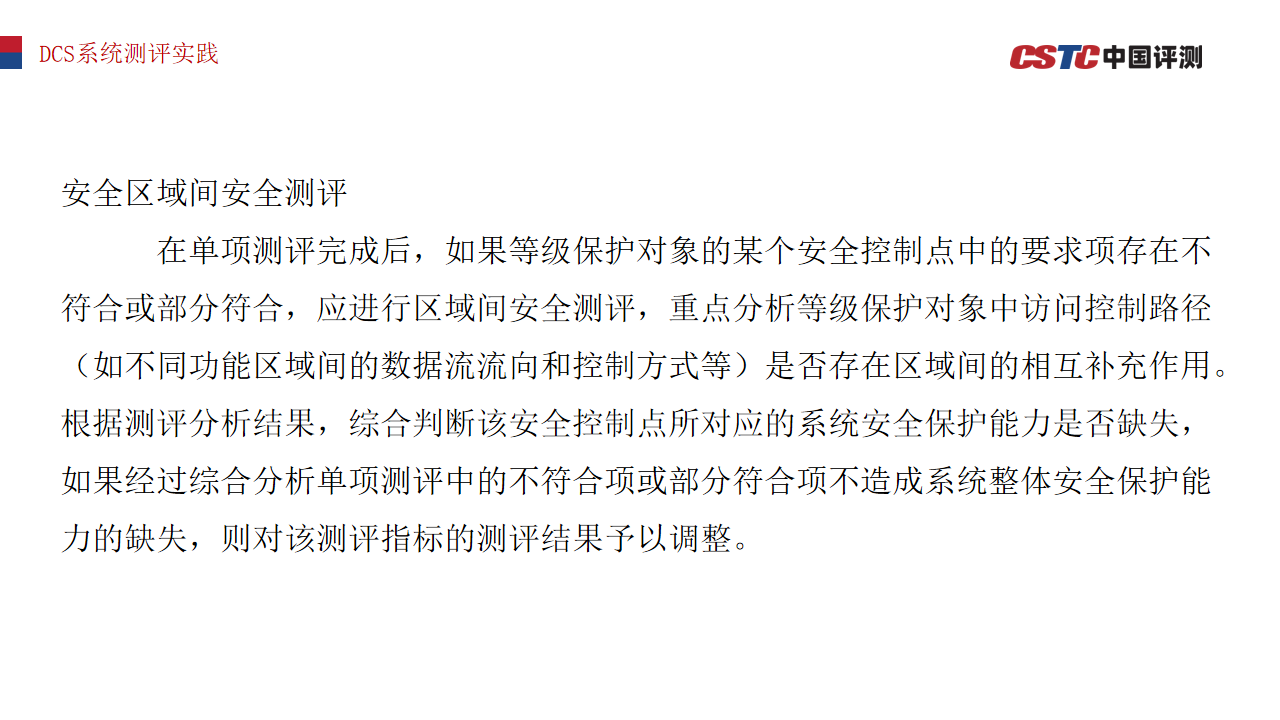 DCS系统测评实践
CSTC中国评测
安全区域间安全测评
在单项测评完成后，如果等级保护对象的某个安全控制点中的要求项存在不
符合或部分符合，应进行区域间安全测评，重点分析等级保护对象中访问控制路径
（如不同功能区域间的数据流流向和控制方式等）是否存在区域间的相互补充作用。
根据测评分析结果，综合判断该安全控制点所对应的系统安全保护能力是否缺失，
如果经过综合分析单项测评中的不符合项或部分符合项不造成系统整体安全保护能
力的缺失，则对该测评指标的测评结果予以调整。